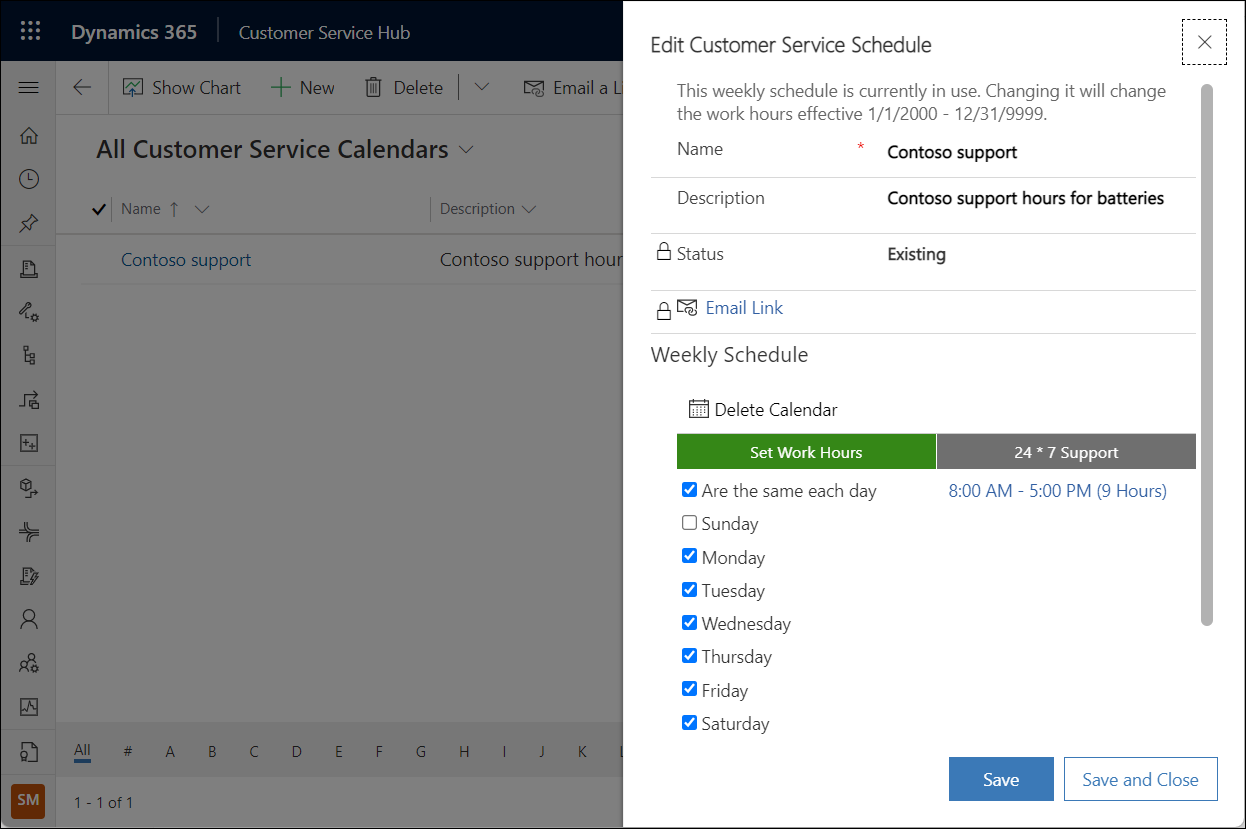 Dynamics 365
Customer Service Hub
Show Chart
New
Delete
Email a Li
All Customer Service Calendars
Name
Description
Contoso support
Contoso support hour
All # A B C D E F G H I J K L
1 - 1 of 1
SM
Edit Customer Service Schedule
This weekly schedule is currently in use. Changing it will change
the work hours effective 1/1/2000 - 12/31/9999.
Name * Contoso support
Description Contoso support hours for batteries
Status Existing
Email Link
Weekly Schedule
Delete Calendar
Set Work Hours 24 * 7 Support
Are the same each day 8:00 AM - 5:00 PM (9 Hours)
Sunday
Monday
Tuesday
Wednesday
Thursday
Friday
Saturday
Save Save and Close